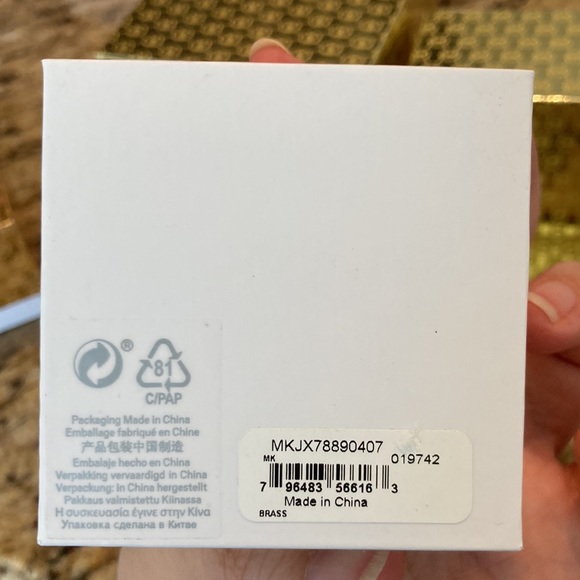 ®
81
C/PAP
Packaging Made in China
Emballage fabriqué en Chine
产品包装中国制造
Embalaje hecho en China
Verpakking vervaardigd in China
Verpackung: In China hergestellt
Pakkaus valmistettu Kiinassa
Η συσκευασία έγινε στην Κίνα
Упаковка сделана в Китае
MKJX78890407
MK 019742
7 96483 56616 3
Made in China
BRASS